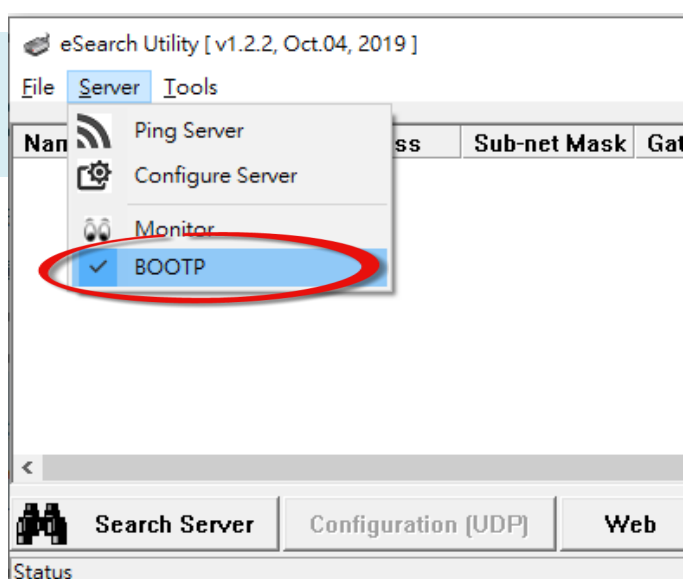 eSearch Utility [ v1.2.2, Oct.04, 2019 ]
File Server Tools
Ping Server
ss Sub-net Mask
Configure Server
Monitor
BOOTP
Search Server Configuration (UDP) Web
Status